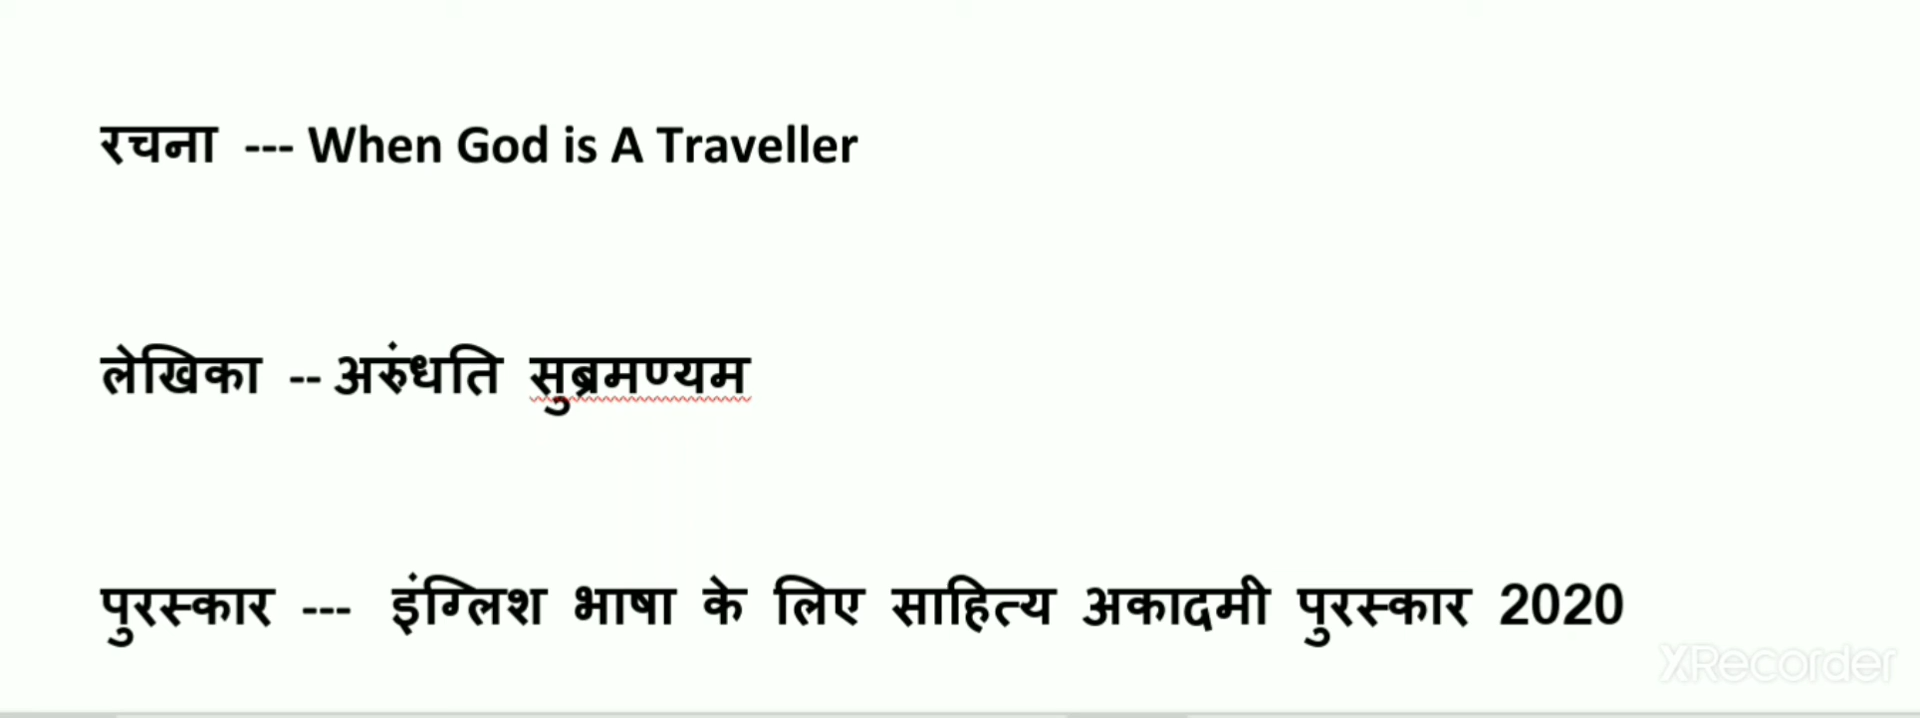 रचना --- When God is A Traveller
लेखिका -- अरुंधति सुब्रमण्यम
पुरस्कार --- इंग्लिश भाषा के लिए साहित्य अकादमी पुरस्कार 2020
XRecorder